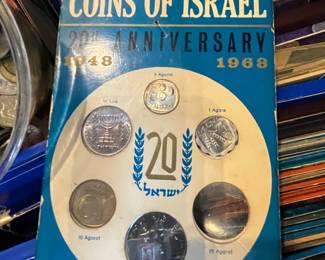 COINS OF ISRAEL
20th ANNIVERSARY
1948 1968
5 Agorot
½ Lira
1 Agora
20
ישראל
10 Agorot
25 Agorot